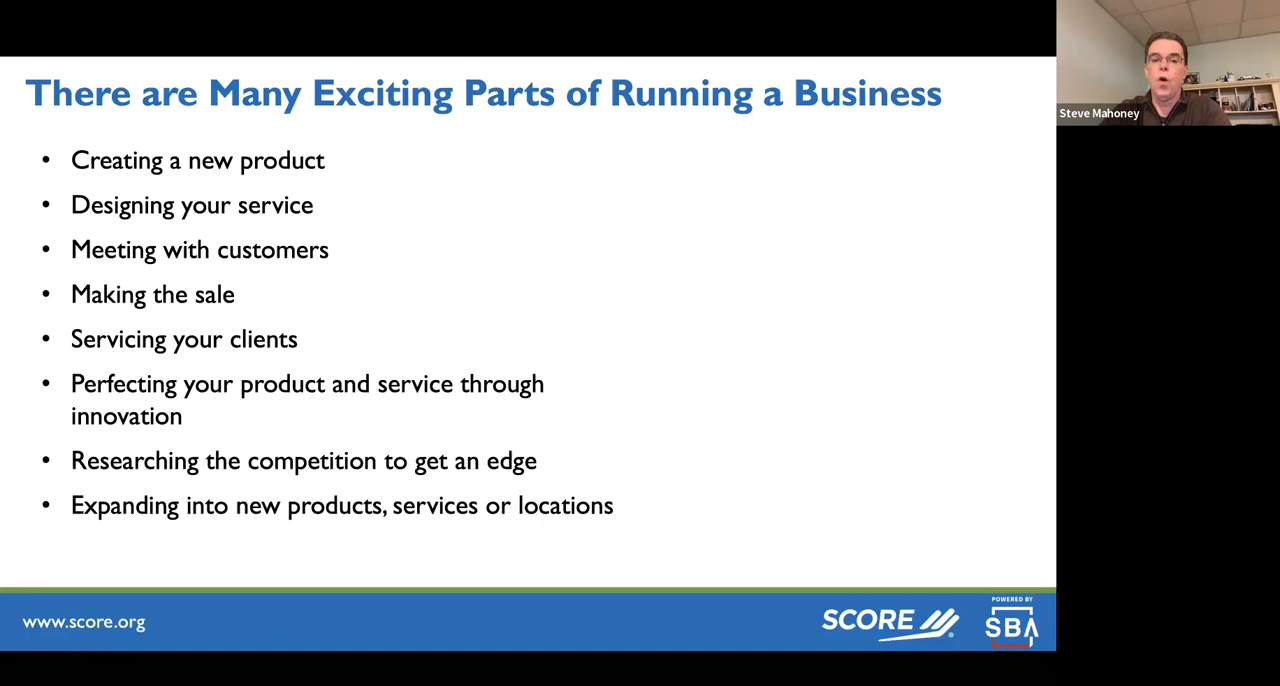 There are Many Exciting Parts of Running a Business
Steve Mahoney
• Creating a new product
• Designing your service
• Meeting with customers
• Making the sale
• Servicing your clients
• Perfecting your product and service through
innovation
• Researching the competition to get an edge
• Expanding into new products, services or locations
www.score.org
SCORE
®
POWERED BY
SBA